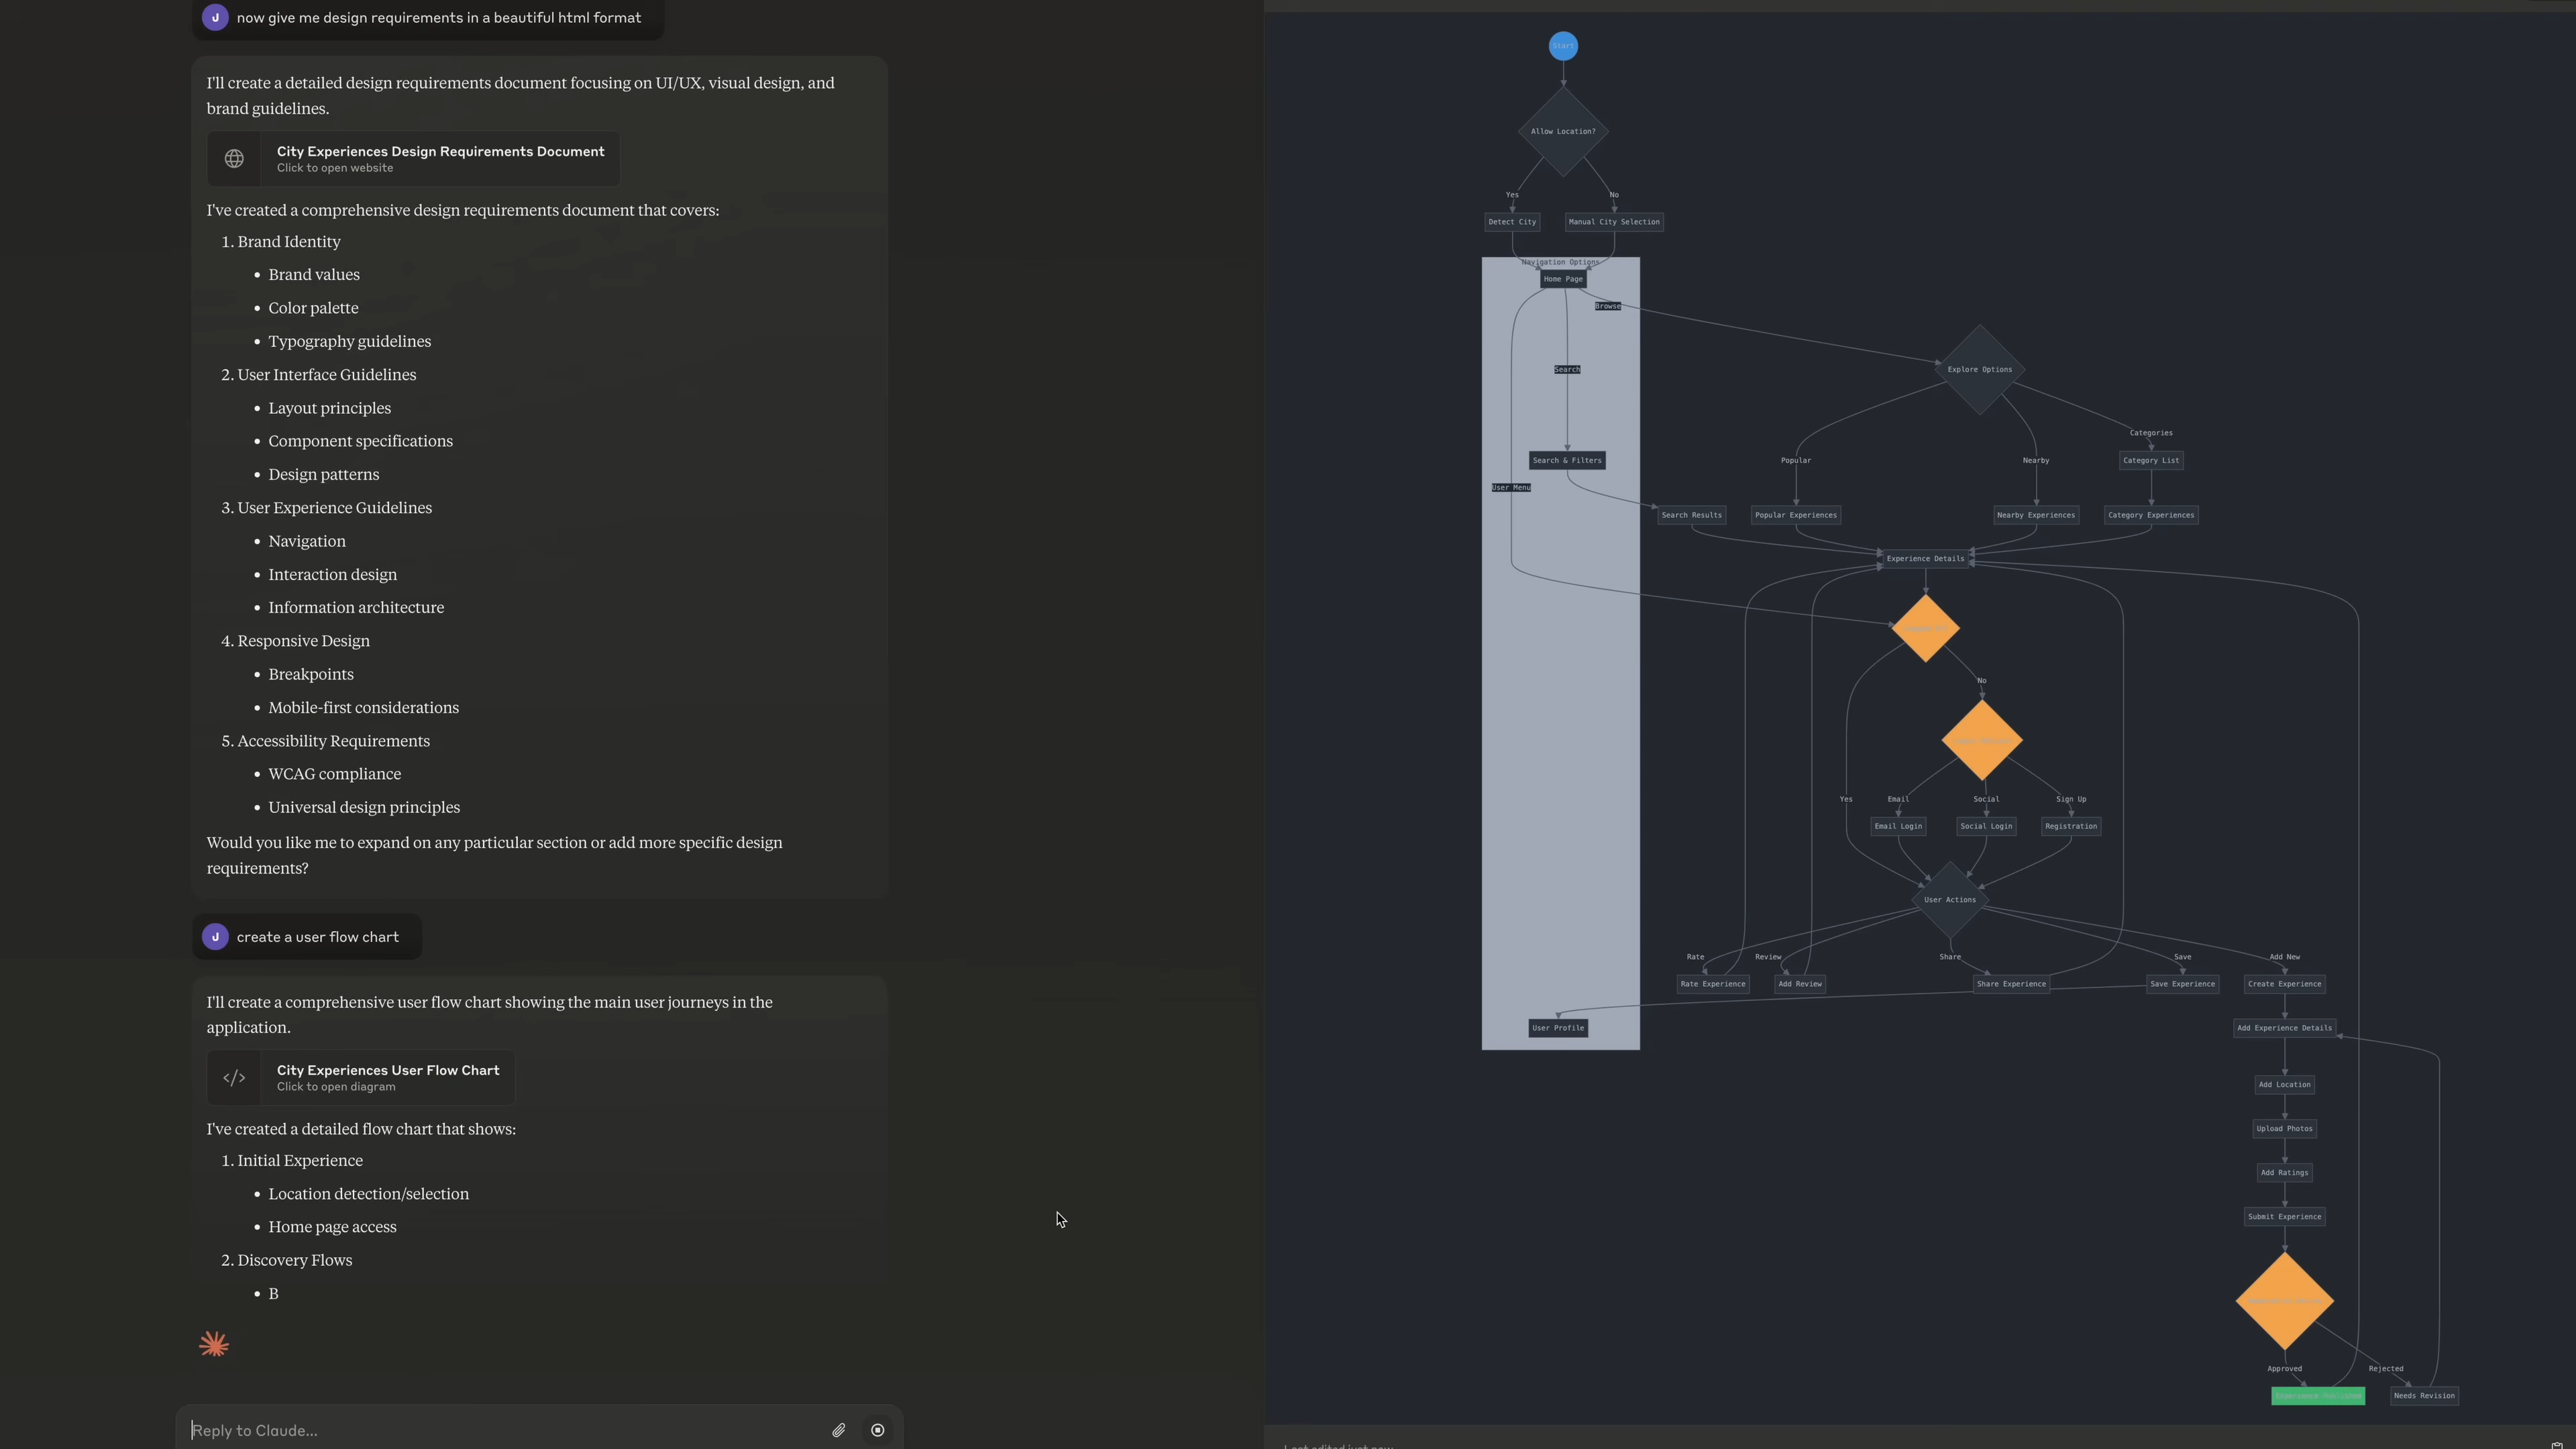 J
now give me design requirements in a beautiful html format
I'll create a detailed design requirements document focusing on UI/UX, visual design, and
brand guidelines.
City Experiences Design Requirements Document
Click to open website
I've created a comprehensive design requirements document that covers:
1. Brand Identity
• Brand values
• Color palette
• Typography guidelines
2. User Interface Guidelines
• Layout principles
• Component specifications
• Design patterns
3. User Experience Guidelines
• Navigation
• Interaction design
• Information architecture
4. Responsive Design
• Breakpoints
• Mobile-first considerations
5. Accessibility Requirements
• WCAG compliance
• Universal design principles
Would you like me to expand on any particular section or add more specific design
requirements?
J
create a user flow chart
I'll create a comprehensive user flow chart showing the main user journeys in the
application.
</>
City Experiences User Flow Chart
Click to open diagram
I've created a detailed flow chart that shows:
1. Initial Experience
• Location detection/selection
• Home page access
2. Discovery Flows
• B
Reply to Claude...
Start
Allow Location?
Yes
No
Detect City
Manual City Selection
Navigation Options
Home Page
Browse
Search
Explore Options
Categories
Search & Filters
Popular
Nearby
Category List
User Menu
Search Results
Popular Experiences
Nearby Experiences
Category Experiences
Experience Details
No
Yes
Email
Social
Sign Up
Email Login
Social Login
Registration
User Actions
Rate
Review
Share
Save
Add New
Rate Experience
Add Review
Share Experience
Save Experience
Create Experience
User Profile
Add Experience Details
Add Location
Upload Photos
Add Ratings
Submit Experience
Approved
Rejected
Experience Published
Needs Revision
Last edited just now